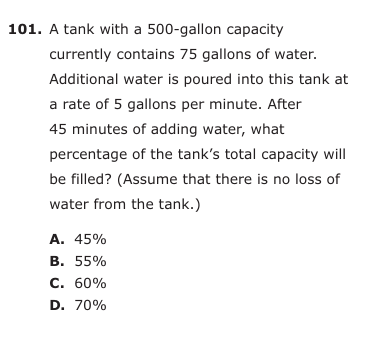 101. A tank with a 500-gallon capacity
currently contains 75 gallons of water.
Additional water is poured into this tank at
a rate of 5 gallons per minute. After
45 minutes of adding water, what
percentage of the tank’s total capacity will
be filled? (Assume that there is no loss of
water from the tank.)
A. 45%
B. 55%
C. 60%
D. 70%